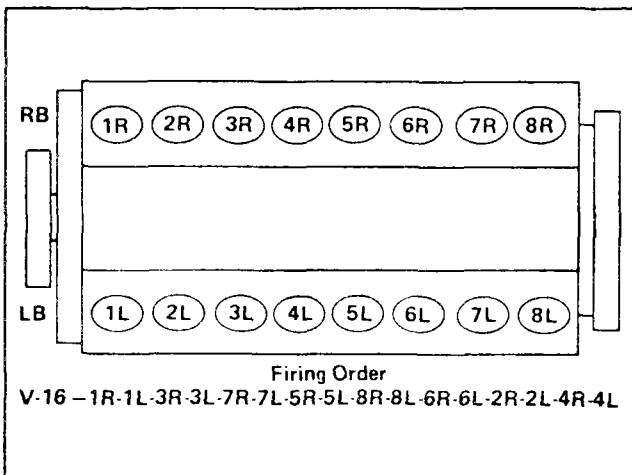 RB
1R 2R 3R 4R 5R 6R 7R 8R
LB
1L 2L 3L 4L 5L 6L 7L 8L
Firing Order
V-16 – 1R-1L-3R-3L-7R-7L-5R-5L-8R-8L-6R-6L-2R-2L-4R-4L